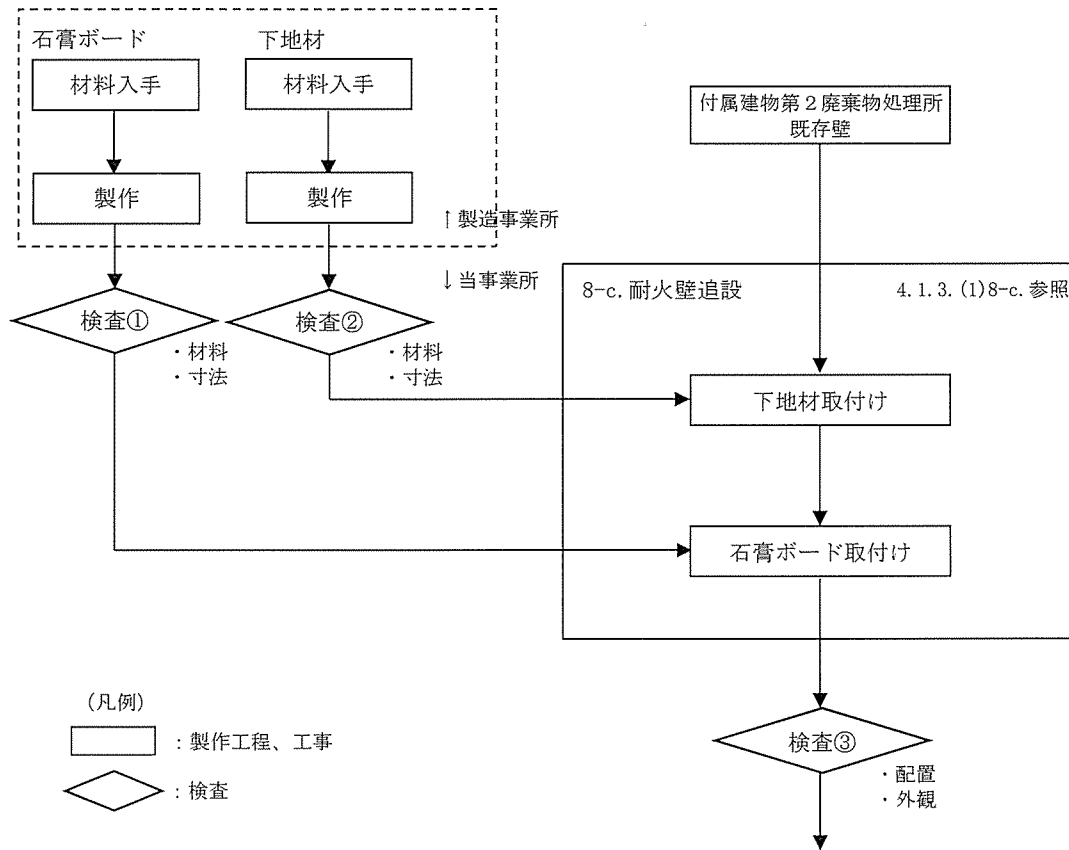 石膏ボード
下地材
材料入手
材料入手
製作
製作
↑製造事業所
↓当事業所
検査①
・材料
・寸法
検査②
・材料
・寸法
付属建物第２廃棄物処理所
既存壁
8-c.耐火壁追設
4.1.3.(1)8-c.参照
下地材取付け
石膏ボード取付け
検査③
・配置
・外観
(凡例)
：製作工程、工事
：検査